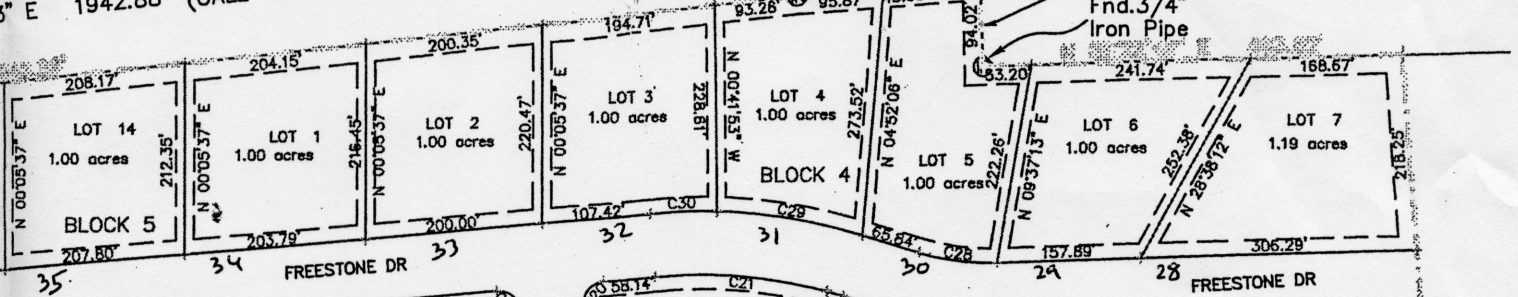 1942.88
93.26'
95.67'
94.02
Fnd.3/4"
Iron Pipe
208.17'
204.15'
200.35'
194.71'
53.20'
241.74'
168.67'
N 00°05'37" E
LOT 14
1.00 acres
212.35'
BLOCK 5
207.80'
N 00°05'37" E
LOT 1
1.00 acres
216.45'
203.79'
N 00°05'37" E
LOT 2
1.00 acres
220.47'
200.00'
N 00°05'37" E
LOT 3
1.00 acres
228.81'
107.42'
C30
N 00°41'53" W
LOT 4
1.00 acres
273.52'
BLOCK 4
C29
N 04°52'06" E
LOT 5
1.00 acres
222.26'
65.84'
C28
N 09°37'13" E
LOT 6
1.00 acres
252.38'
157.89'
N 28°38'12" E
LOT 7
1.19 acres
218.25'
306.29'
35
34
33
32
31
30
29
28
FREESTONE DR
FREESTONE DR
58.14'
C21